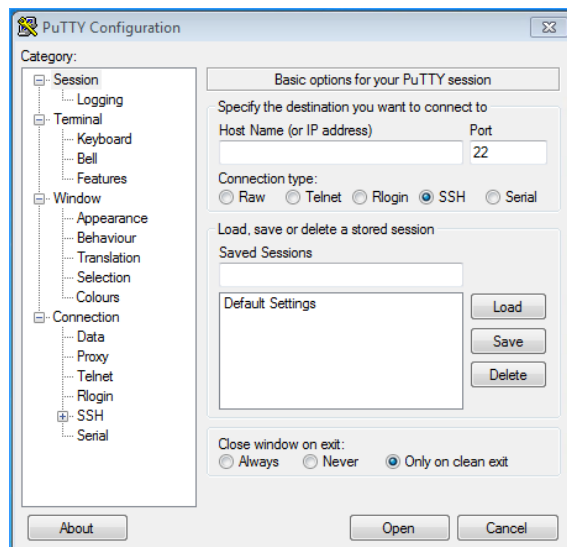 PuTTY Configuration
Category:
Session
Logging
Terminal
Keyboard
Bell
Features
Window
Appearance
Behaviour
Translation
Selection
Colours
Connection
Data
Proxy
Telnet
Rlogin
SSH
Serial
Basic options for your PuTTY session
Specify the destination you want to connect to
Host Name (or IP address) Port
22
Connection type:
Raw Telnet Rlogin SSH Serial
Load, save or delete a stored session
Saved Sessions
Default Settings
Load
Save
Delete
Close window on exit:
Always Never Only on clean exit
About Open Cancel